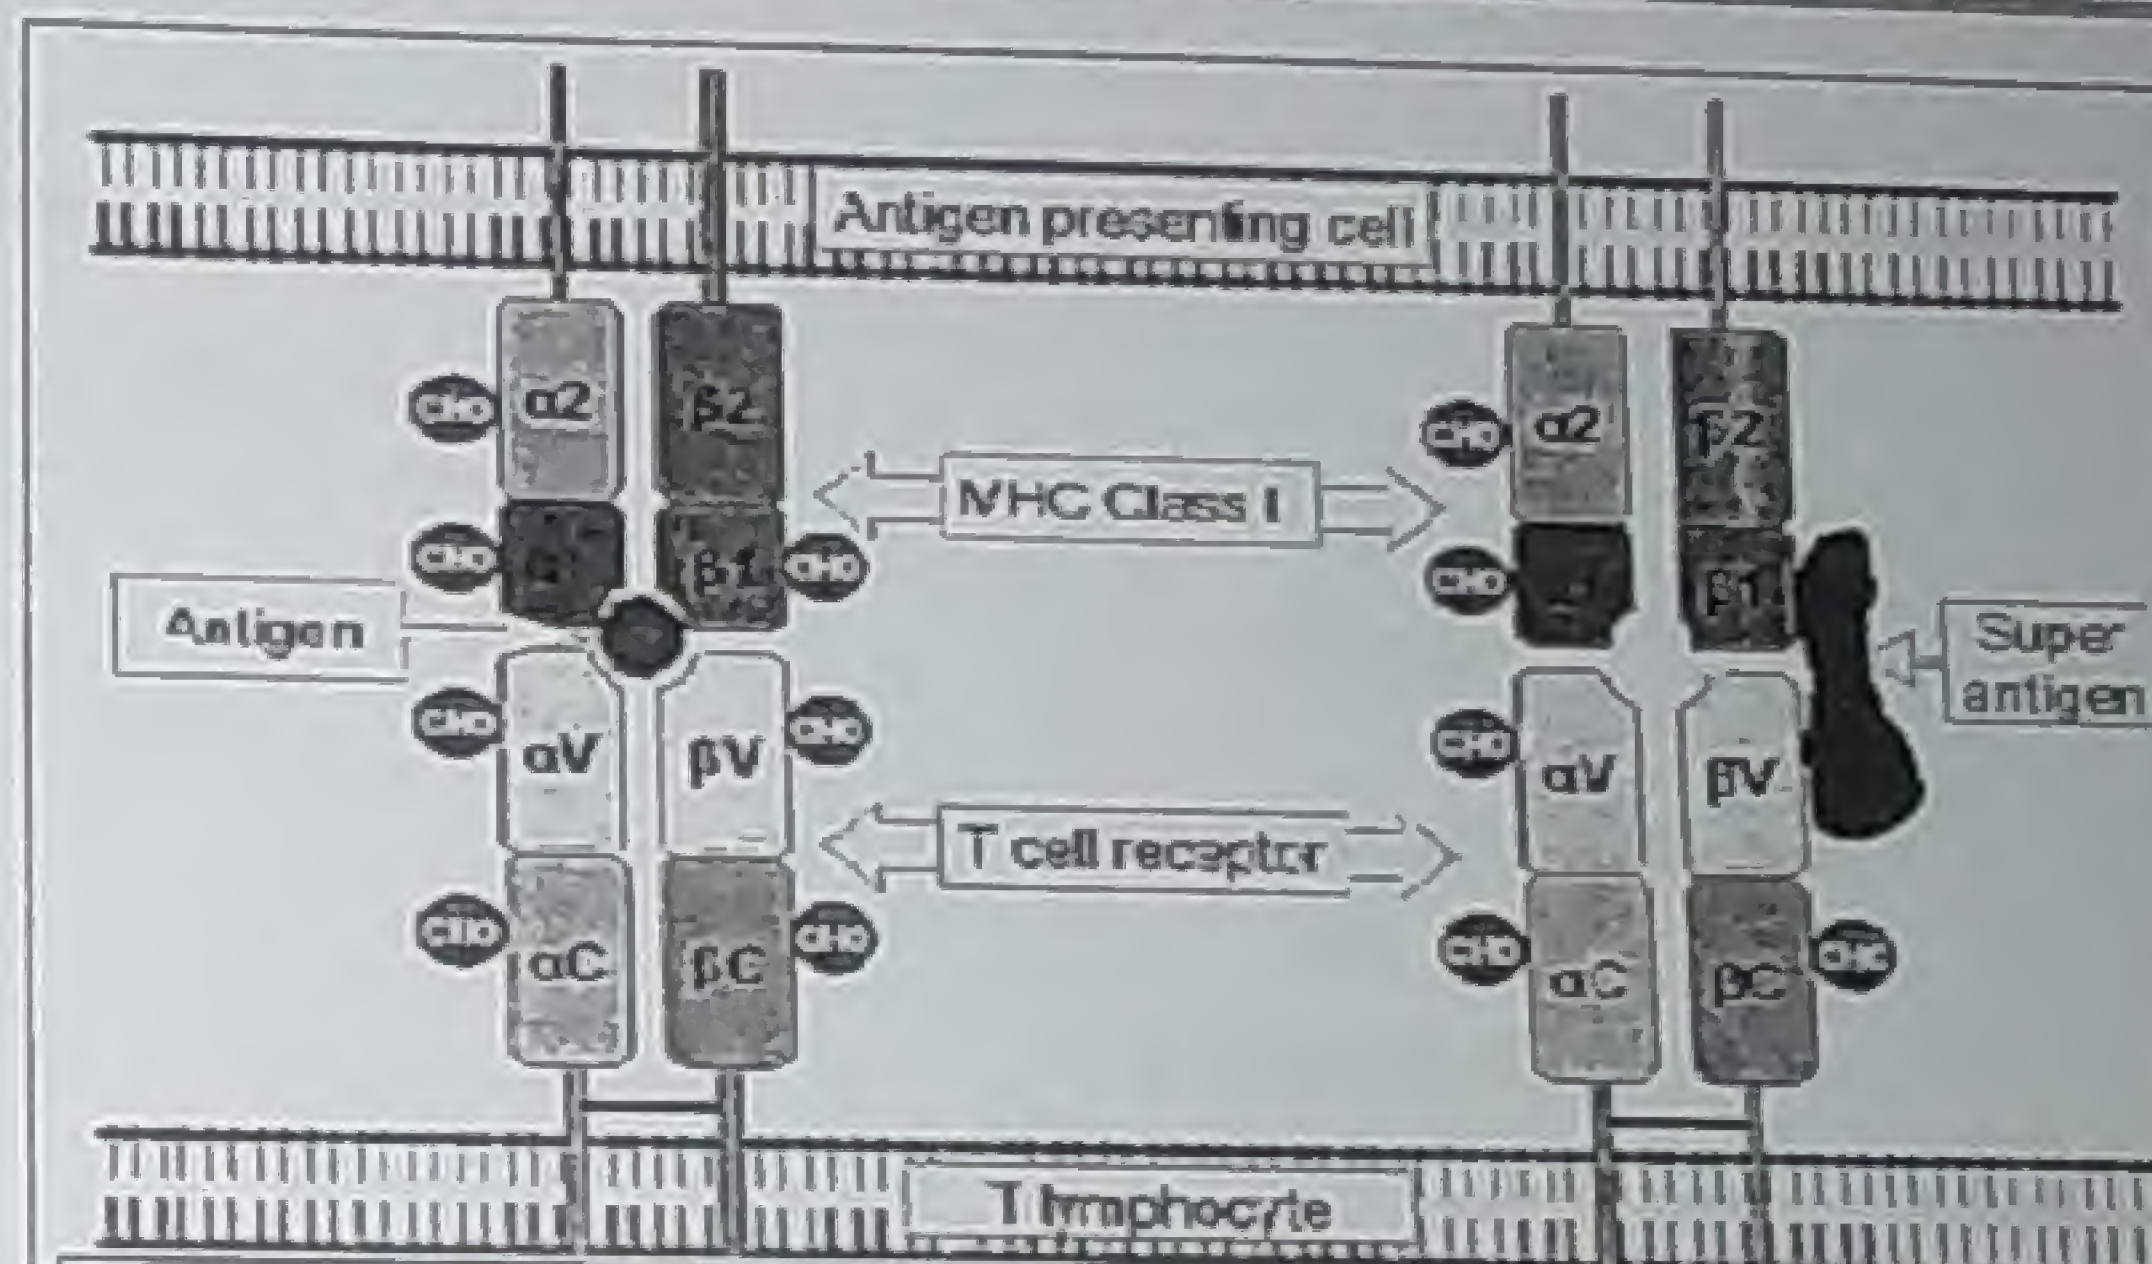 Antigen presenting cell
α2 β2 α2 β2
CHO CHO
MHC Class I
CHO β1 CHO CHO β1
Antigen
Super
antigen
CHO αV βV CHO CHO αV βV
T cell receptor
CHO αC βC CHO CHO αC βC CHO
T lymphocyte